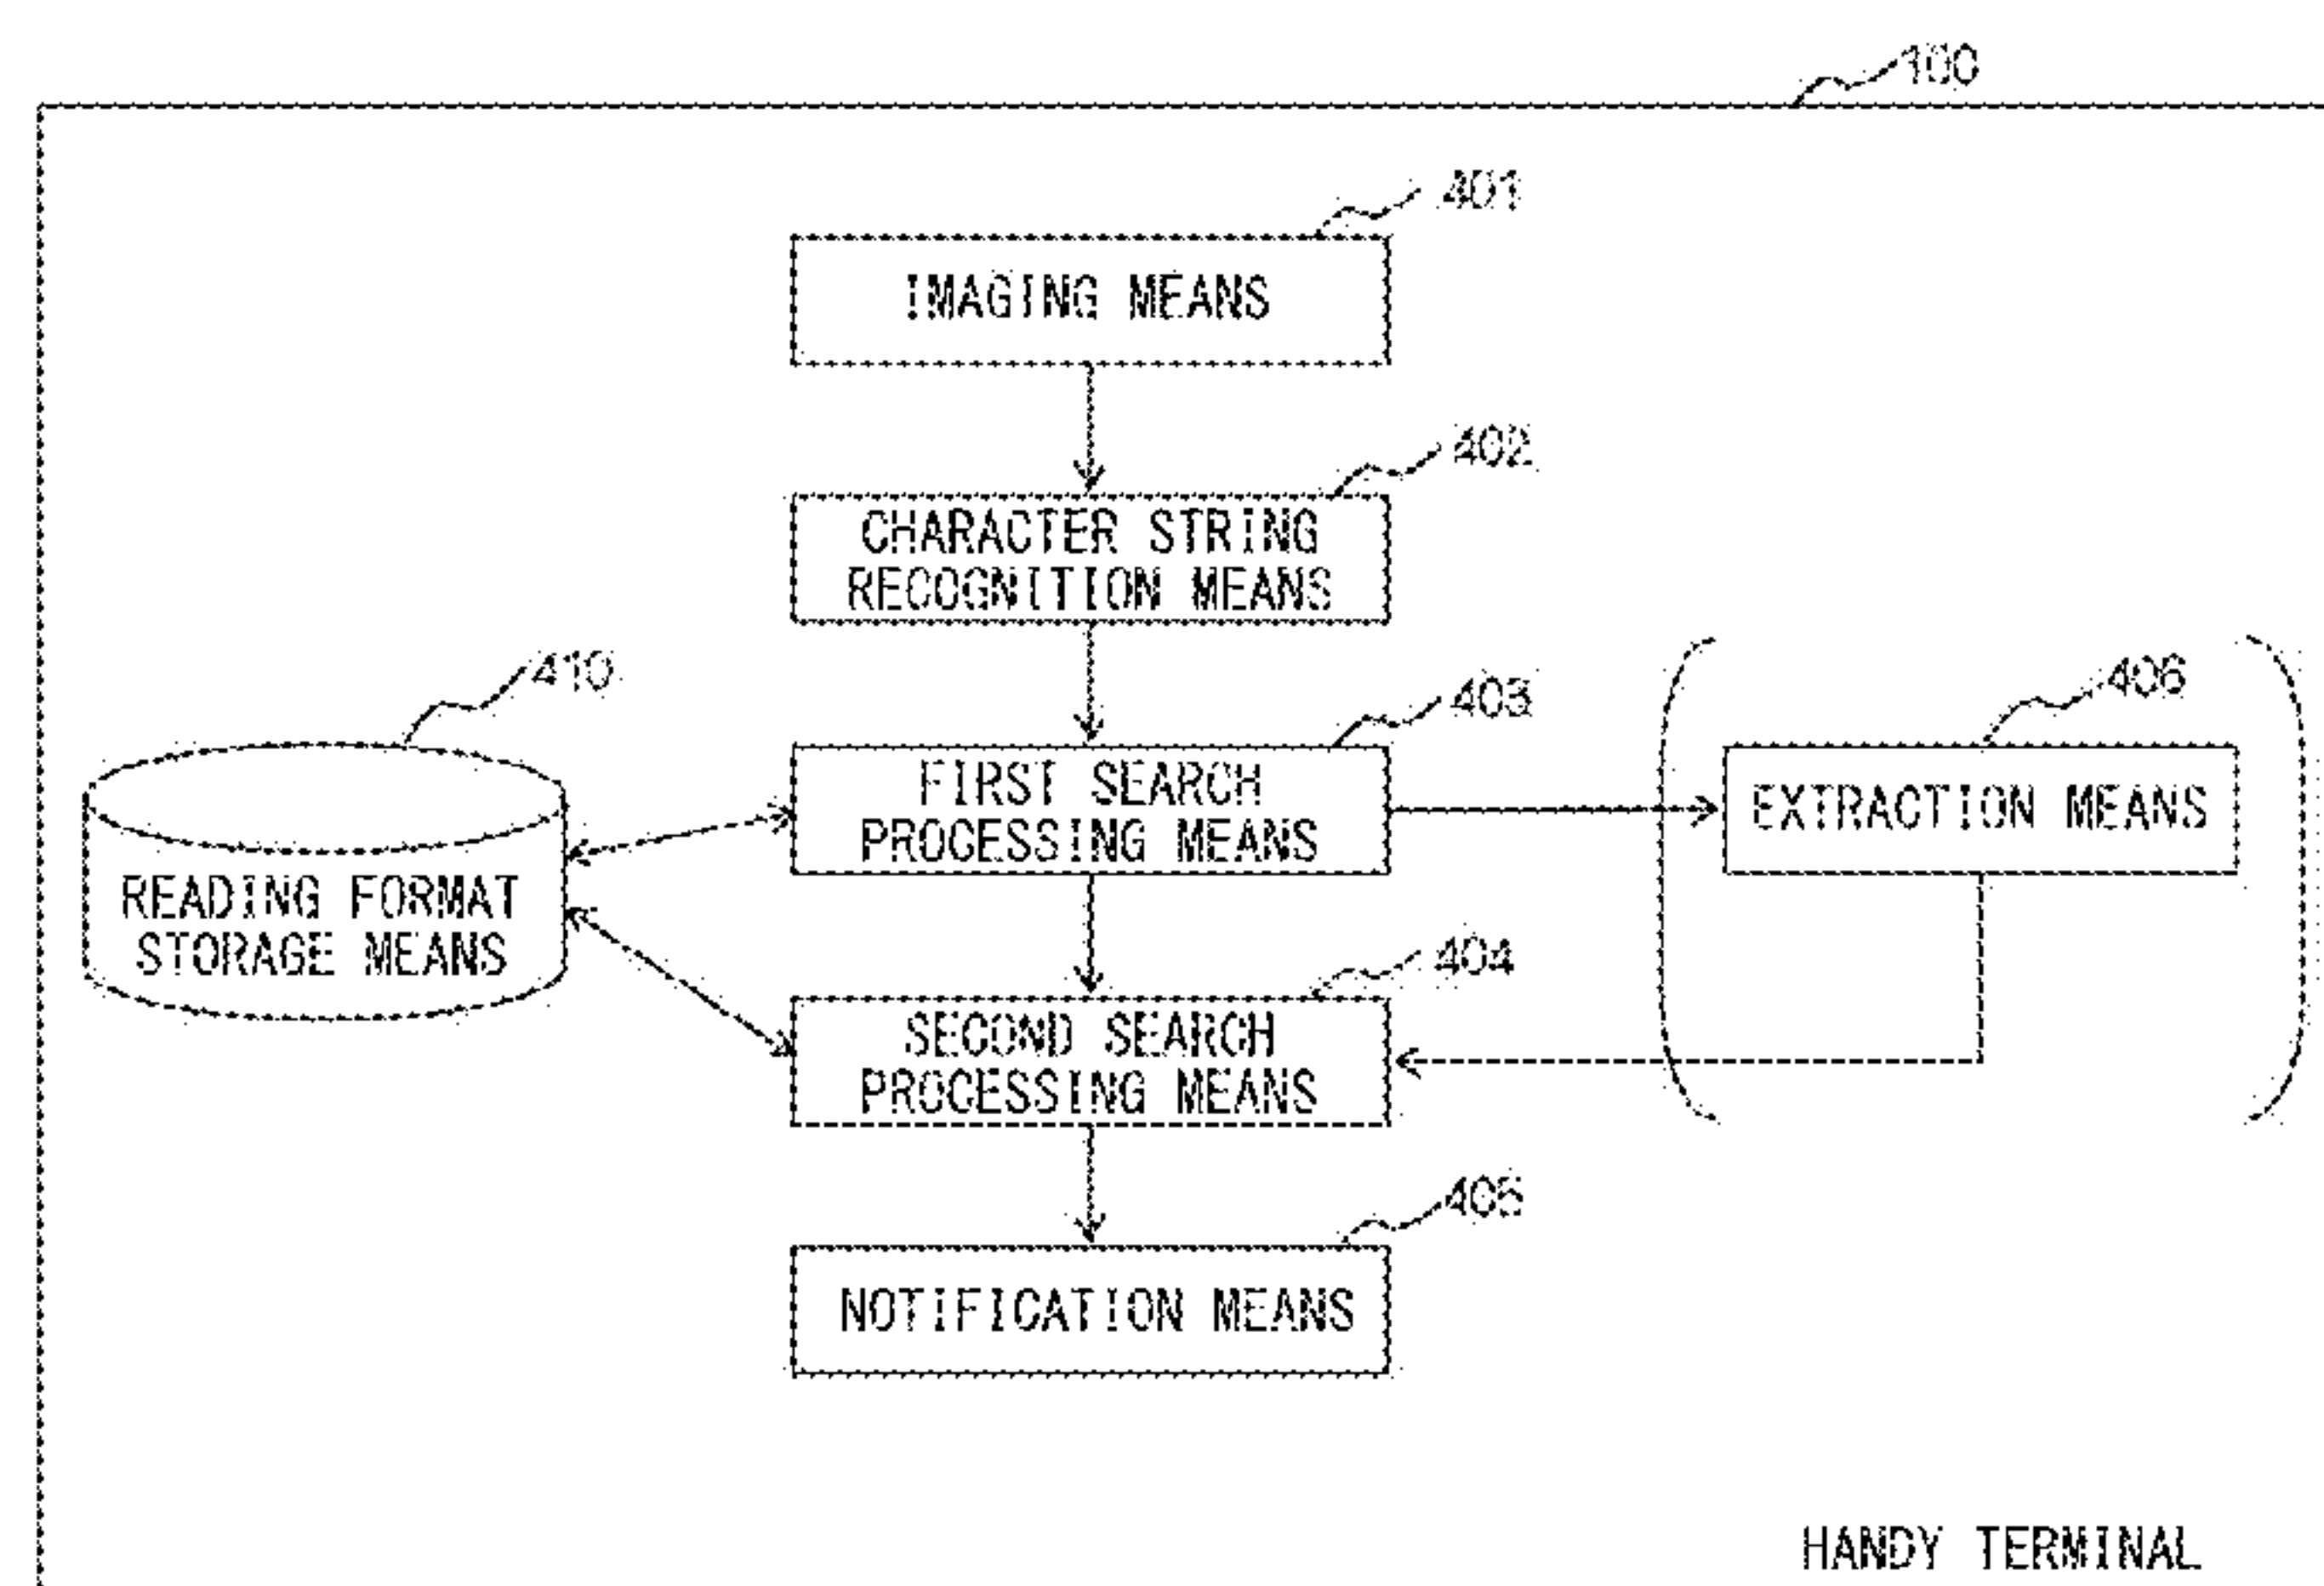 100
401
IMAGING MEANS
402
CHARACTER STRING
RECOGNITION MEANS
410
403
406
FIRST SEARCH
PROCESSING MEANS
EXTRACTION MEANS
READING FORMAT
STORAGE MEANS
404
SECOND SEARCH
PROCESSING MEANS
405
NOTIFICATION MEANS
HANDY TERMINAL